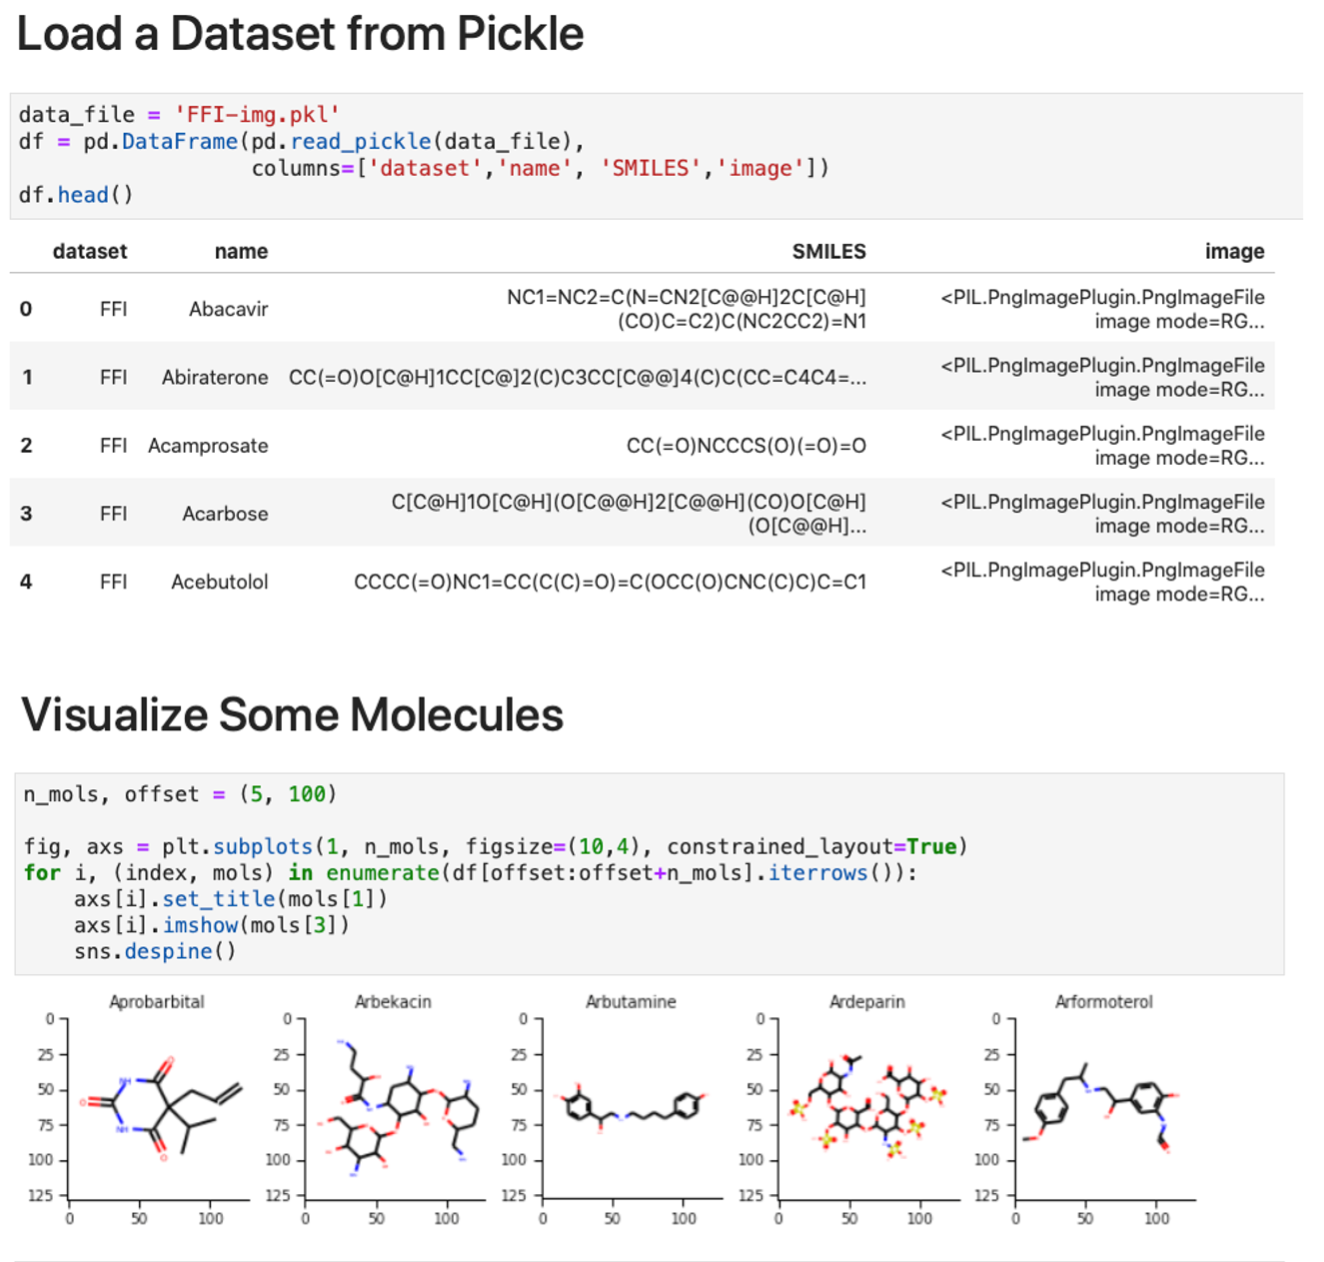 Load a Dataset from Pickle
data_file = 'FFI-img.pkl'
df = pd.DataFrame(pd.read_pickle(data_file),
columns=['dataset','name', 'SMILES','image'])
df.head()
dataset name SMILES image
0 FFI Abacavir NC1=NC2=C(N=CN2[C@@H]2C[C@H] <PIL.PngImagePlugin.PngImageFile
(CO)C=C2)C(NC2CC2)=N1 image mode=RG...
1 FFI Abiraterone CC(=O)O[C@H]1CC[C@]2(C)C3CC[C@@]4(C)C(CC=C4C4=... <PIL.PngImagePlugin.PngImageFile
image mode=RG...
2 FFI Acamprosate CC(=O)NCCCS(O)(=O)=O <PIL.PngImagePlugin.PngImageFile
image mode=RG...
3 FFI Acarbose C[C@H]1O[C@H](O[C@@H]2[C@@H](CO)O[C@H] <PIL.PngImagePlugin.PngImageFile
(O[C@@H]... image mode=RG...
4 FFI Acebutolol CCCC(=O)NC1=CC(C(C)=O)=C(OCC(O)CNC(C)C)C=C1 <PIL.PngImagePlugin.PngImageFile
image mode=RG...
Visualize Some Molecules
n_mols, offset = (5, 100)
fig, axs = plt.subplots(1, n_mols, figsize=(10,4), constrained_layout=True)
for i, (index, mols) in enumerate(df[offset:offset+n_mols].iterrows()):
axs[i].set_title(mols[1])
axs[i].imshow(mols[3])
sns.despine()
Aprobarbital Arbekacin Arbutamine Ardeparin Arformoterol
0 0 0 0 0
25 25 25 25 25
50 50 50 50 50
75 75 75 75 75
100 100 100 100 100
125 125 125 125 125
0 50 100 0 50 100 0 50 100 0 50 100 0 50 100